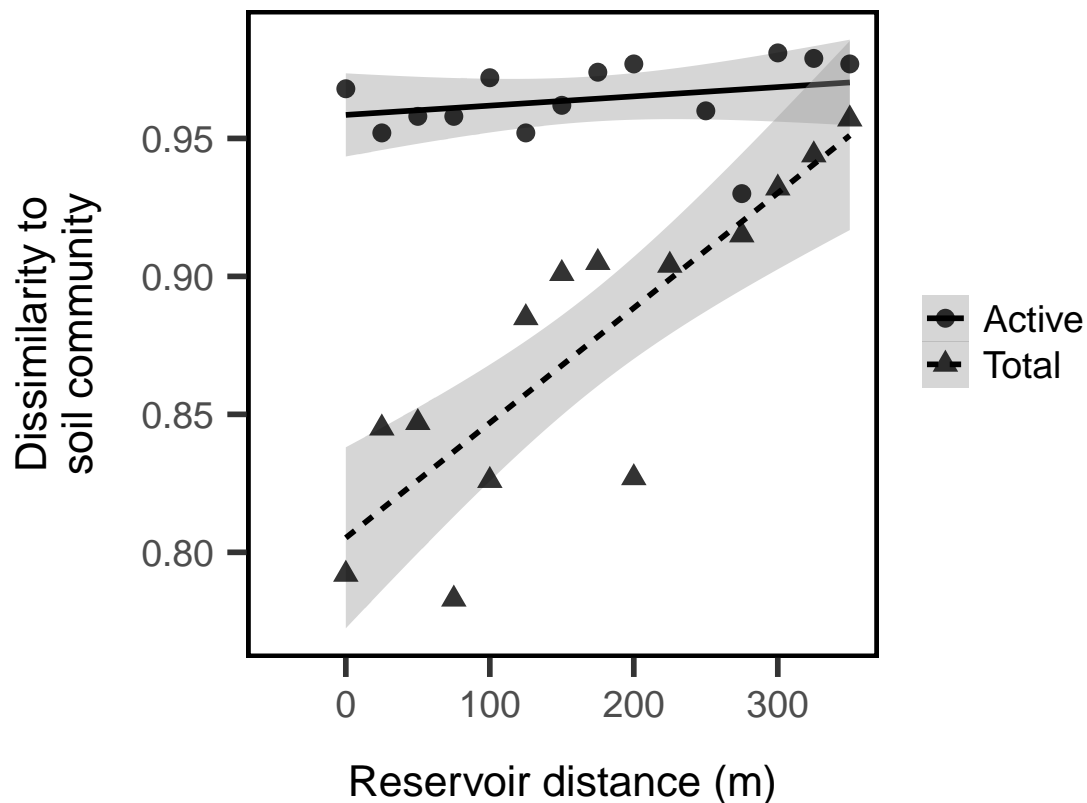 Dissimilarity to
soil community
0.95
0.90
0.85
0.80
0
100
200
300
Reservoir distance (m)
Active
Total